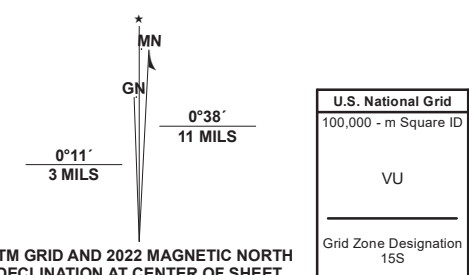 ★
MN
GN
0°38´
11 MILS
0°11´
3 MILS
TM GRID AND 2022 MAGNETIC NORTH
DECLINATION AT CENTER OF SHEET
U.S. National Grid
100,000 - m Square ID
VU
Grid Zone Designation
15S